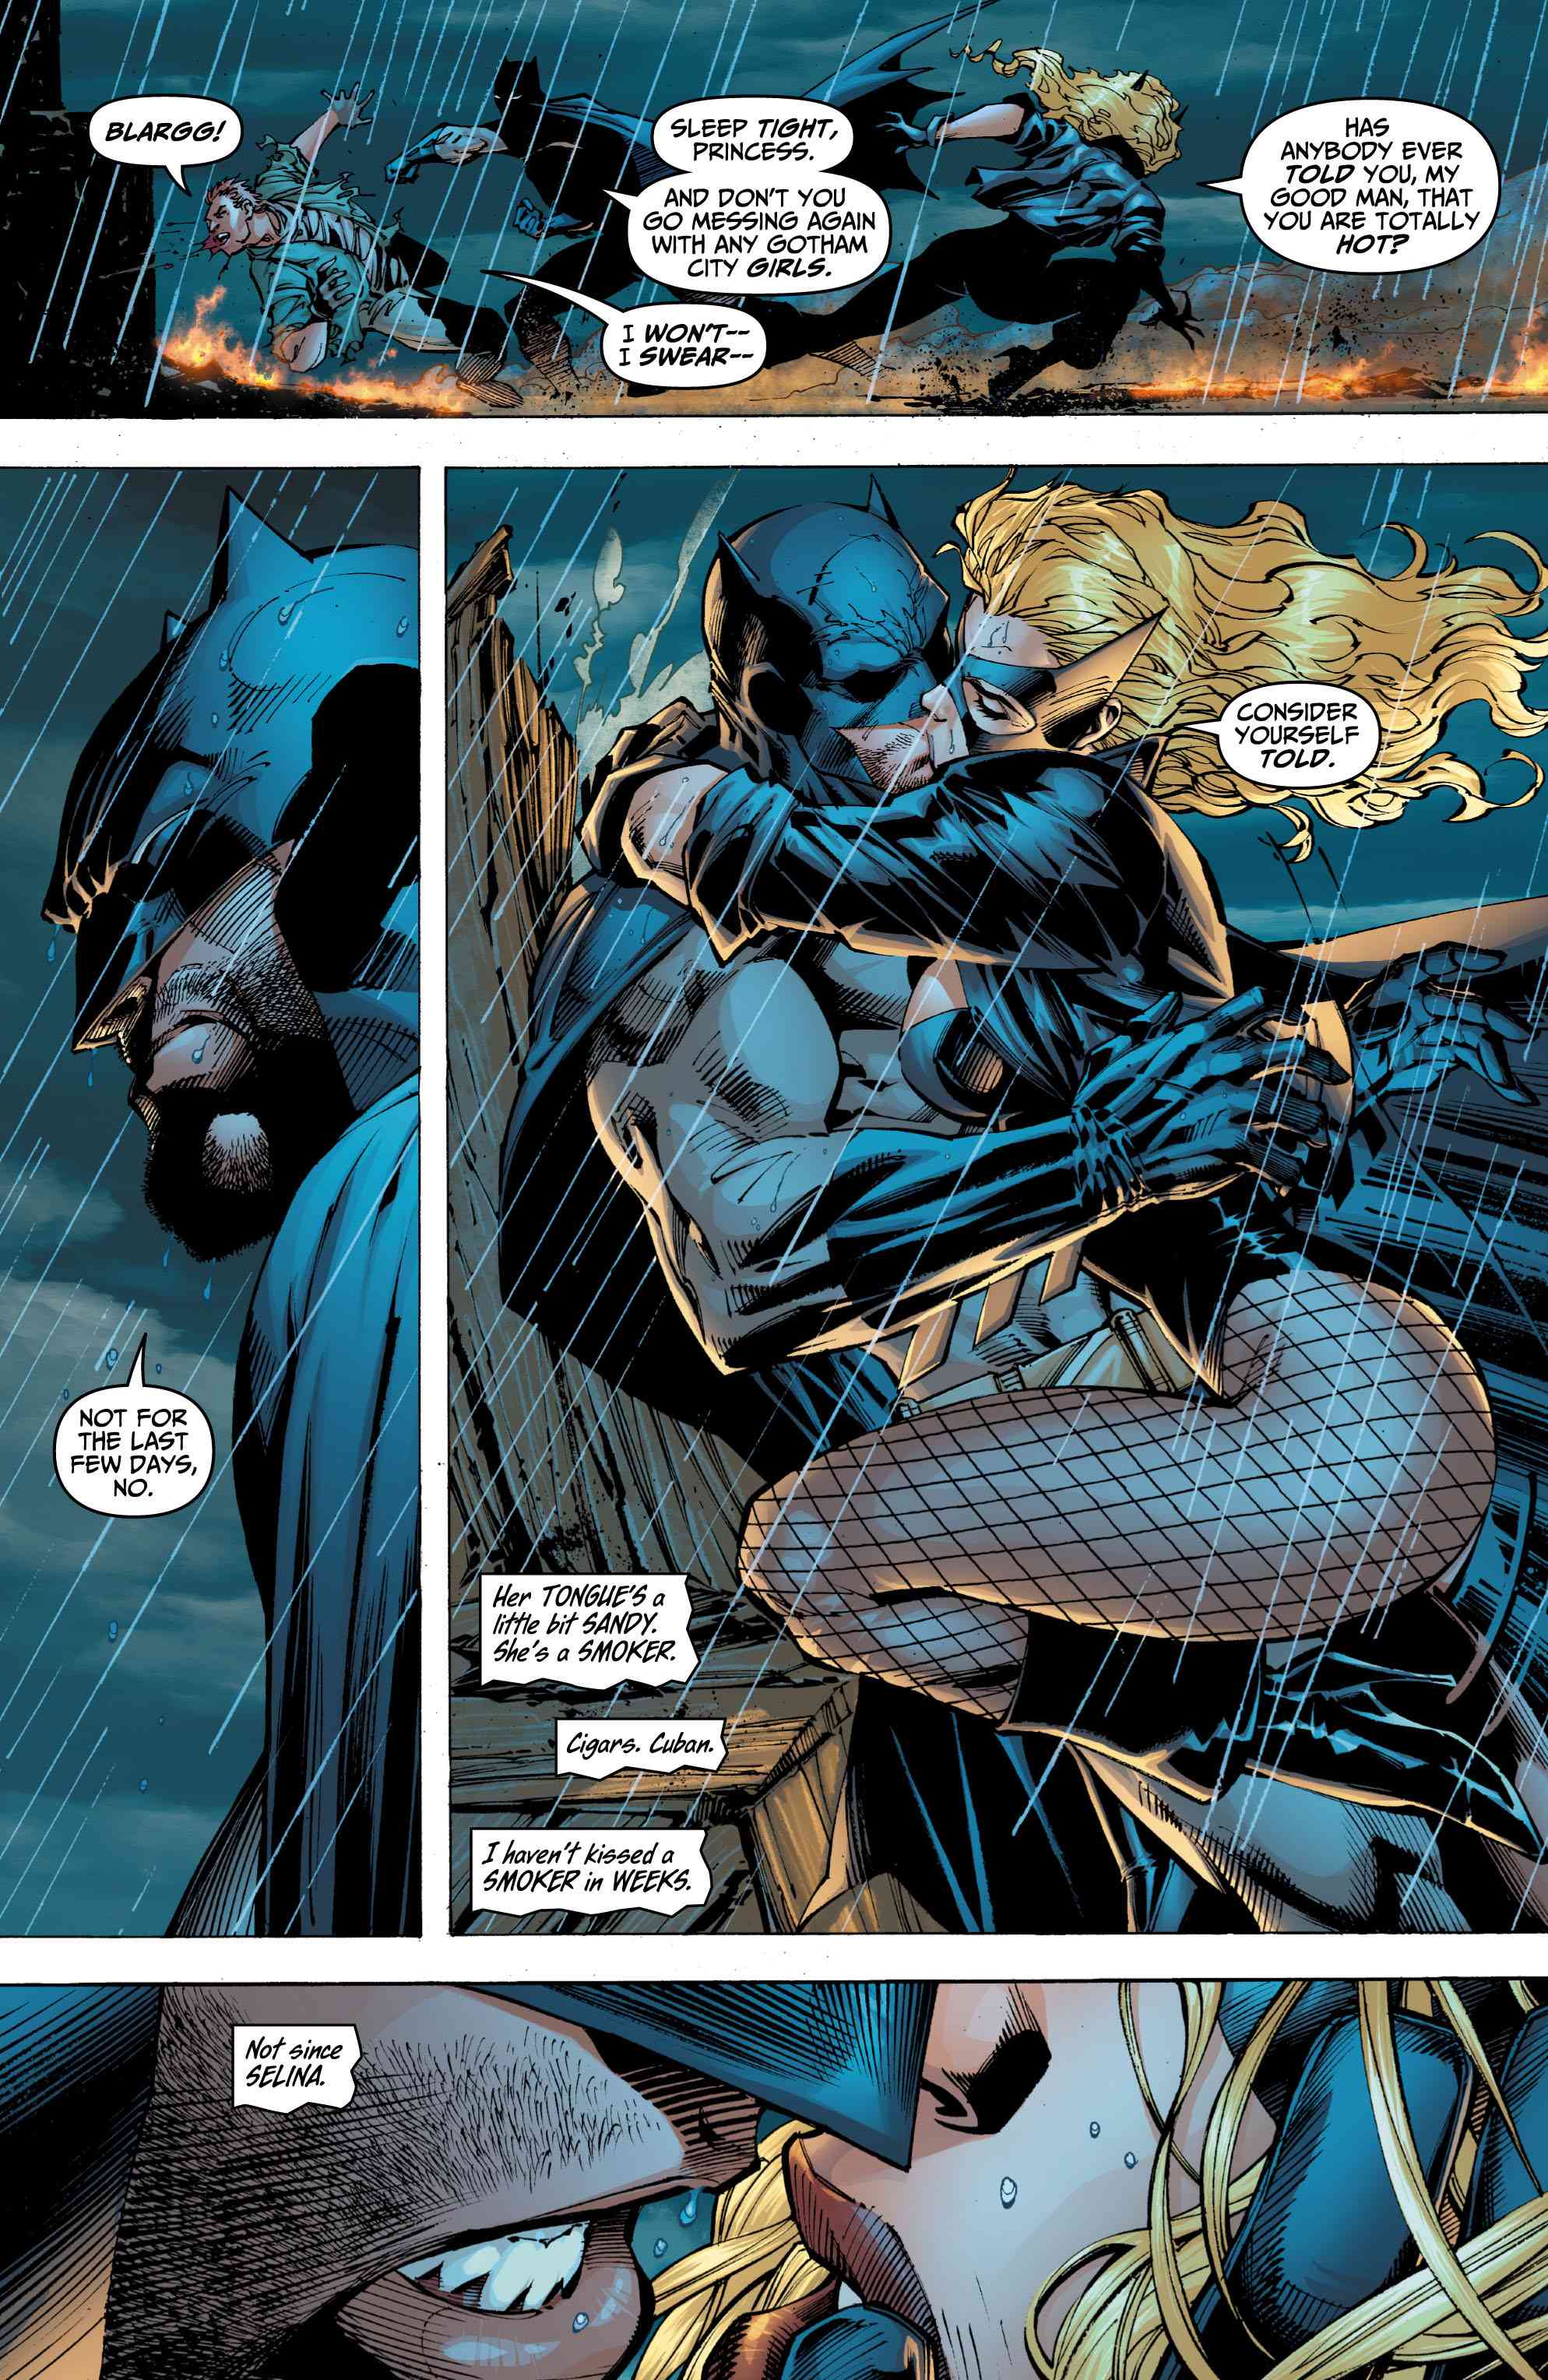 BLARGG!
SLEEP TIGHT,
PRINCESS.
AND DON'T YOU
GO MESSING AGAIN
WITH ANY GOTHAM
CITY GIRLS.
I WON'T--
I SWEAR--
HAS
ANYBODY EVER
TOLD YOU, MY
GOOD MAN, THAT
YOU ARE TOTALLY
HOT?
NOT FOR
THE LAST
FEW DAYS,
NO.
CONSIDER
YOURSELF
TOLD.
Her TONGUE'S a
little bit SANDY.
She's a SMOKER.
Cigars. Cuban.
I haven't kissed a
SMOKER in WEEKS.
Not since
SELINA.